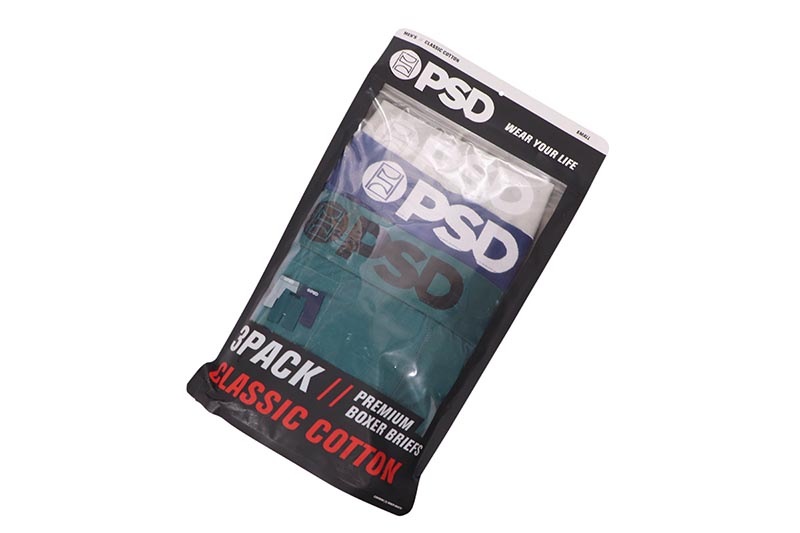 MEN'S CLASSIC COTTON
SMALL
PSD
WEAR YOUR LIFE
PSD
PSD
PSD
3PACK // PREMIUM
BOXER BRIEFS
CLASSIC COTTON